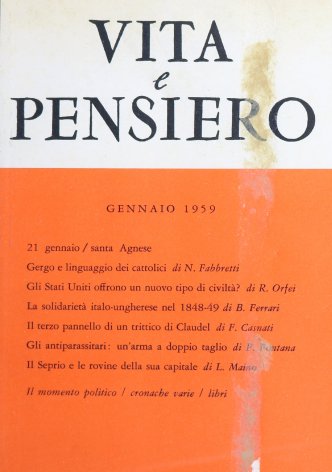 VITA
e
PENSIERO
GENNAIO 1959
21 gennaio / santa Agnese
Gergo e linguaggio dei cattolici di N. Fabbretti
Gli Stati Uniti offrono un nuovo tipo di civiltà? di R. Orfei
La solidarietà italo-ungherese nel 1848-49 di B. Ferrari
Il terzo pannello di un trittico di Claudel di F. Casnati
Gli antiparassitari: un'arma a doppio taglio di Fontana
Il Seprio e le rovine della sua capitale di L.
Il momento politico / cronache varie / libri